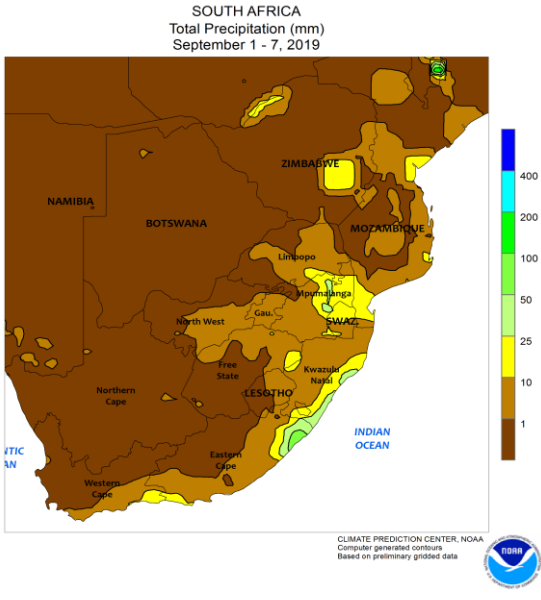 SOUTH AFRICA
Total Precipitation (mm)
September 1 - 7, 2019
ZIMBABWE
NAMIBIA
BOTSWANA
MOZAMBIQUE
Limpopo
Mpumalanga
Gau.
North West
SWAZ.
Free
State
Kwazulu
Natal
Northern
Cape
LESOTHO
INDIAN
OCEAN
NTIC
AN
Eastern
Cape
Western
Cape
400
200
100
50
25
10
1
CLIMATE PREDICTION CENTER, NOAA
Computer generated contours
Based on preliminary gridded data
NOAA